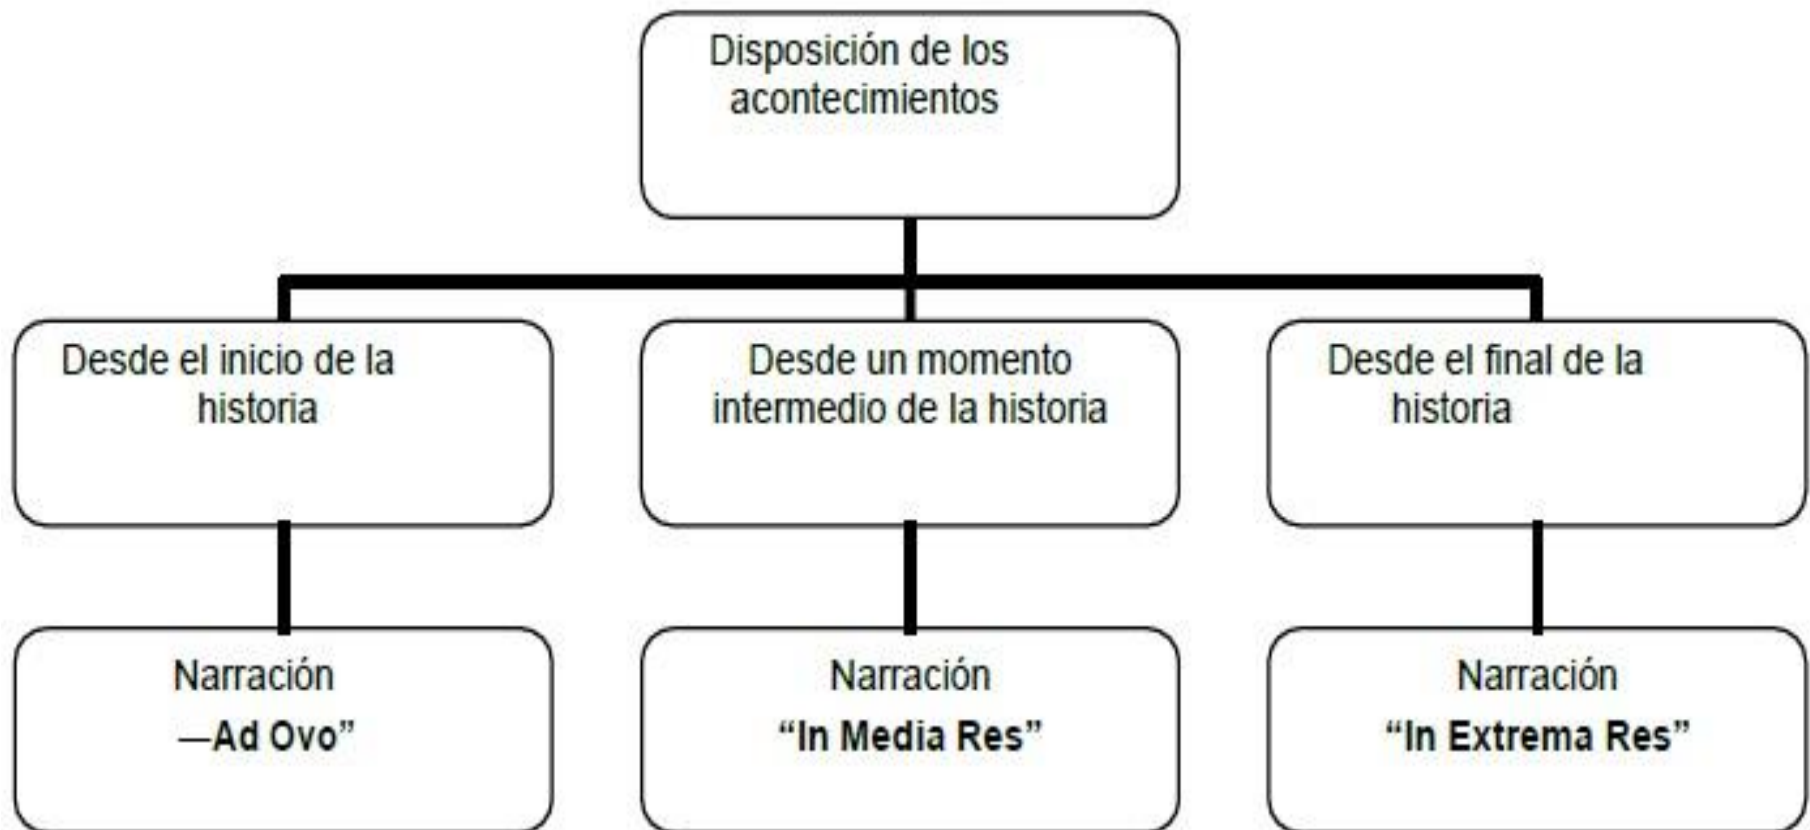 Disposición de los
acontecimientos
Desde el inicio de la
historia
Desde un momento
intermedio de la historia
Desde el final de la
historia
Narración
—Ad Ovo”
Narración
“In Media Res”
Narración
“In Extrema Res”